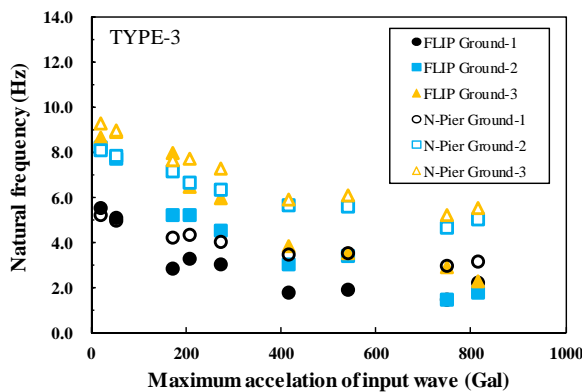 14.0
12.0
10.0
8.0
6.0
4.0
2.0
0.0
Natural frequency (Hz)
TYPE-3
FLIP Ground-1
FLIP Ground-2
FLIP Ground-3
N-Pier Ground-1
N-Pier Ground-2
N-Pier Ground-3
0 200 400 600 800 1000
Maximum accelation of input wave (Gal)